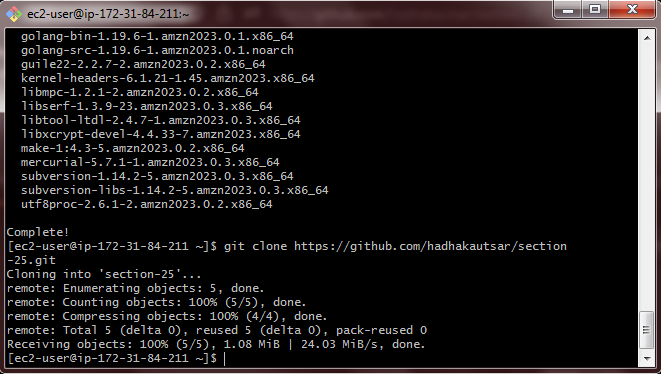 ec2-user@ip-172-31-84-211:~
golang-bin-1.19.6-1.amzn2023.0.1.x86_64
golang-src-1.19.6-1.amzn2023.0.1.noarch
guile22-2.2.7-2.amzn2023.0.2.x86_64
kernel-headers-6.1.21-1.45.amzn2023.x86_64
libmpc-1.2.1-2.amzn2023.0.2.x86_64
libserf-1.3.9-23.amzn2023.0.3.x86_64
libtool-ltdl-2.4.7-1.amzn2023.0.3.x86_64
libxcrypt-devel-4.4.33-7.amzn2023.x86_64
make-1:4.3-5.amzn2023.0.2.x86_64
mercurial-5.7.1-1.amzn2023.0.3.x86_64
subversion-1.14.2-5.amzn2023.0.3.x86_64
subversion-libs-1.14.2-5.amzn2023.0.3.x86_64
utf8proc-2.6.1-2.amzn2023.0.2.x86_64
Complete!
[ec2-user@ip-172-31-84-211 ~]$ git clone https://github.com/hadhakautsar/section
-25.git
Cloning into 'section-25'...
remote: Enumerating objects: 5, done.
remote: Counting objects: 100% (5/5), done.
remote: Compressing objects: 100% (4/4), done.
remote: Total 5 (delta 0), reused 5 (delta 0), pack-reused 0
Receiving objects: 100% (5/5), 1.08 MiB | 24.03 MiB/s, done.
[ec2-user@ip-172-31-84-211 ~]$